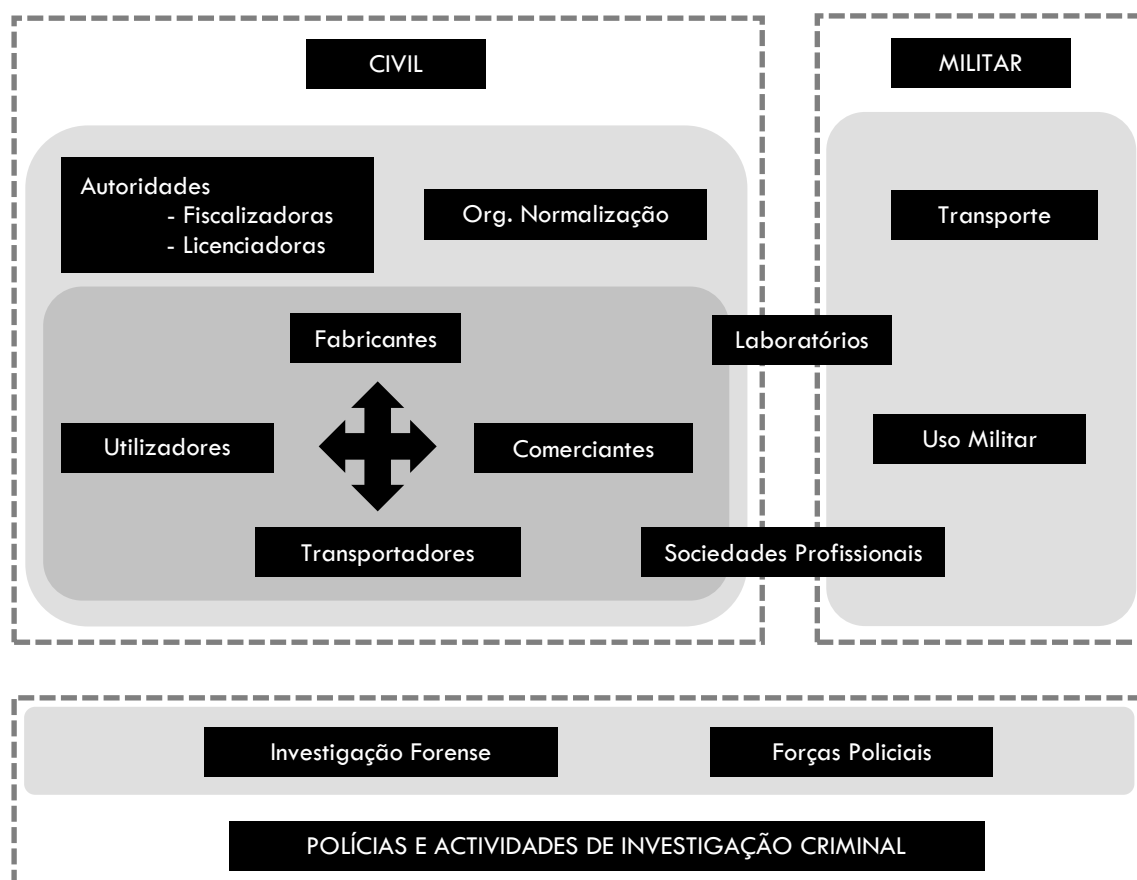 CIVIL
MILITAR
Autoridades
- Fiscalizadoras
- Licenciadoras
Org. Normalização
Transporte
Fabricantes
Laboratórios
Utilizadores
Comerciantes
Uso Militar
Transportadores
Sociedades Profissionais
Investigação Forense
Forças Policiais
POLÍCIAS E ACTIVIDADES DE INVESTIGAÇÃO CRIMINAL